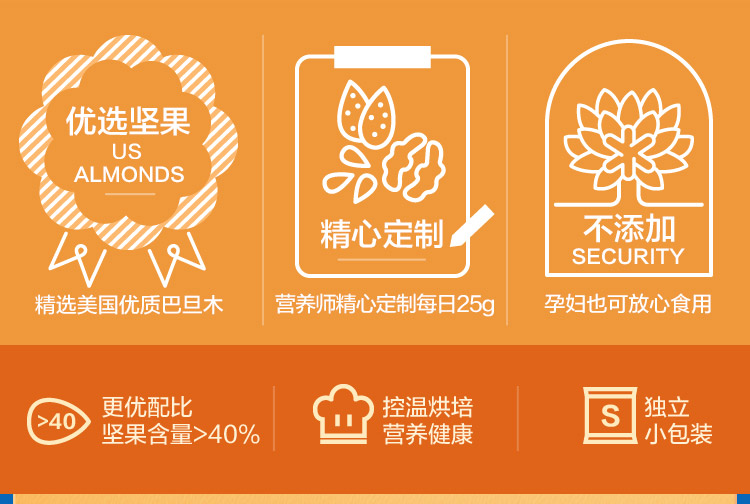 优选坚果
US
ALMONDS
精选美国优质巴旦木
精心定制
营养师精心定制每日25g
不添加
SECURITY
孕妇也可放心食用
>40
更优配比
坚果含量>40%
控温烘培
营养健康
S
独立
小包装